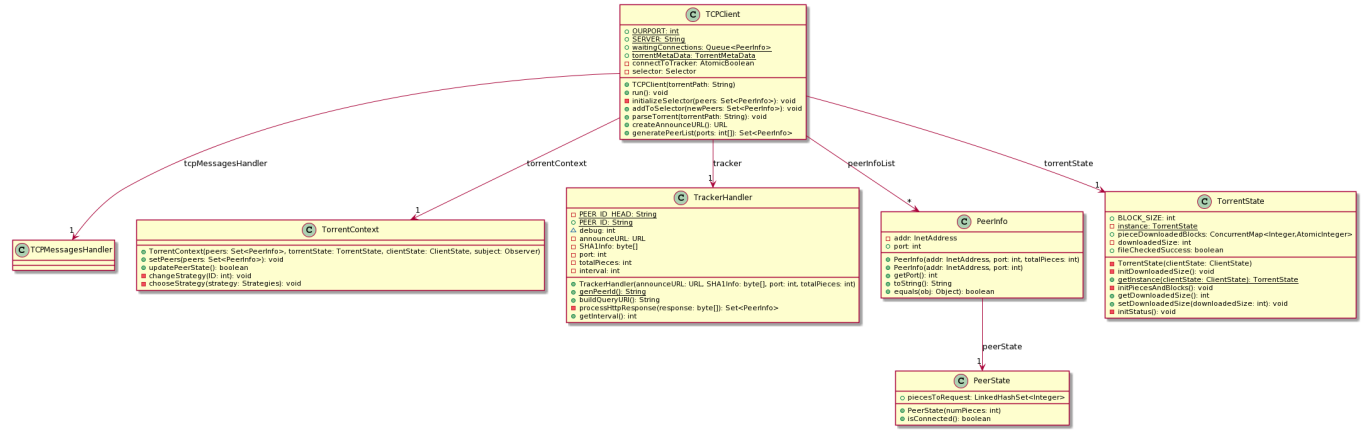 C TCPClient
OURPORT: int
SERVER: String
waitingConnections: Queue<PeerInfo>
torrentMetaData: TorrentMetaData
connectToTracker: AtomicBoolean
selector: Selector
TCPClient(torrentPath: String)
run(): void
initializeSelector(peers: Set<PeerInfo>): void
addToSelector(newPeers: Set<PeerInfo>): void
parseTorrent(torrentPath: String): void
createAnnounceURL(): URL
generatePeerList(ports: int[]): Set<PeerInfo>
tcpMessagesHandler
torrentContext
tracker
peerInfoList
torrentState
1
1
1
*
1
C TCPMessagesHandler
C TorrentContext
TorrentContext(peers: Set<PeerInfo>, torrentState: TorrentState, clientState: ClientState, subject: Observer)
setPeers(peers: Set<PeerInfo>): void
updatePeerState(): boolean
changeStrategy(ID: int): void
chooseStrategy(strategy: Strategies): void
C TrackerHandler
PEER_ID_HEAD: String
PEER_ID: String
debug: int
announceURL: URL
SHA1Info: byte[]
port: int
totalPieces: int
interval: int
TrackerHandler(announceURL: URL, SHA1Info: byte[], port: int, totalPieces: int)
genPeerId(): String
buildQueryURl(): String
processHttpResponse(response: byte[]): Set<PeerInfo>
getInterval(): int
C PeerInfo
addr: InetAddress
port: int
PeerInfo(addr: InetAddress, port: int, totalPieces: int)
PeerInfo(addr: InetAddress, port: int)
getPort(): int
toString(): String
equals(obj: Object): boolean
C TorrentState
BLOCK_SIZE: int
instance: TorrentState
pieceDownloadedBlocks: ConcurrentMap<Integer,AtomicInteger>
downloadedSize: int
fileCheckedSuccess: boolean
TorrentState(clientState: ClientState)
initDownloadedSize(): void
getInstance(clientState: ClientState): TorrentState
initPiecesAndBlocks(): void
getDownloadedSize(): int
setDownloadedSize(downloadedSize: int): void
initStatus(): void
peerState
1
C PeerState
piecesToRequest: LinkedHashSet<Integer>
PeerState(numPieces: int)
isConnected(): boolean